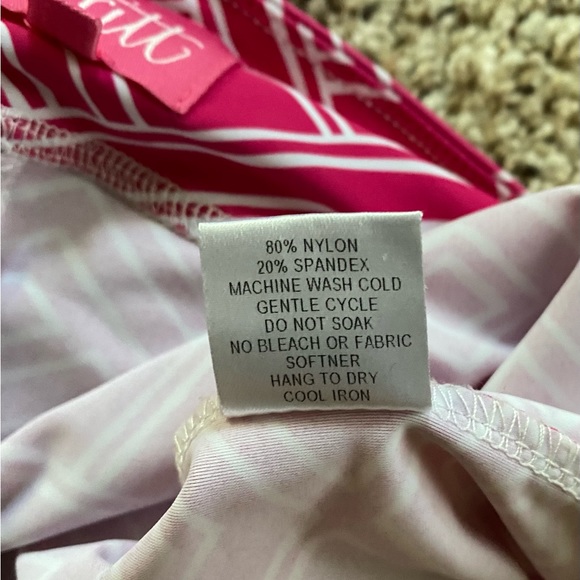 ritt
80% NYLON
20% SPANDEX
MACHINE WASH COLD
GENTLE CYCLE
DO NOT SOAK
NO BLEACH OR FABRIC
SOFTNER
HANG TO DRY
COOL IRON